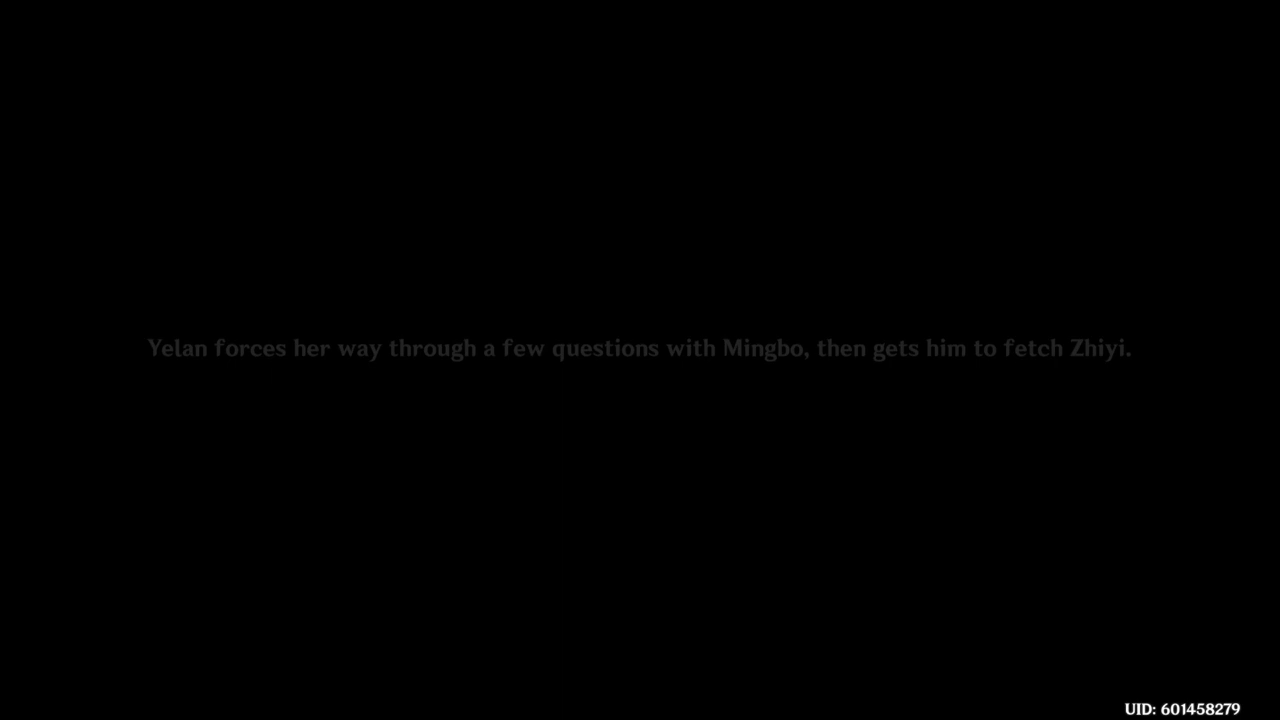 Yelan forces her way through a few questions with Mingbo, then gets him to fetch Zhiyi.
UID: 601458279